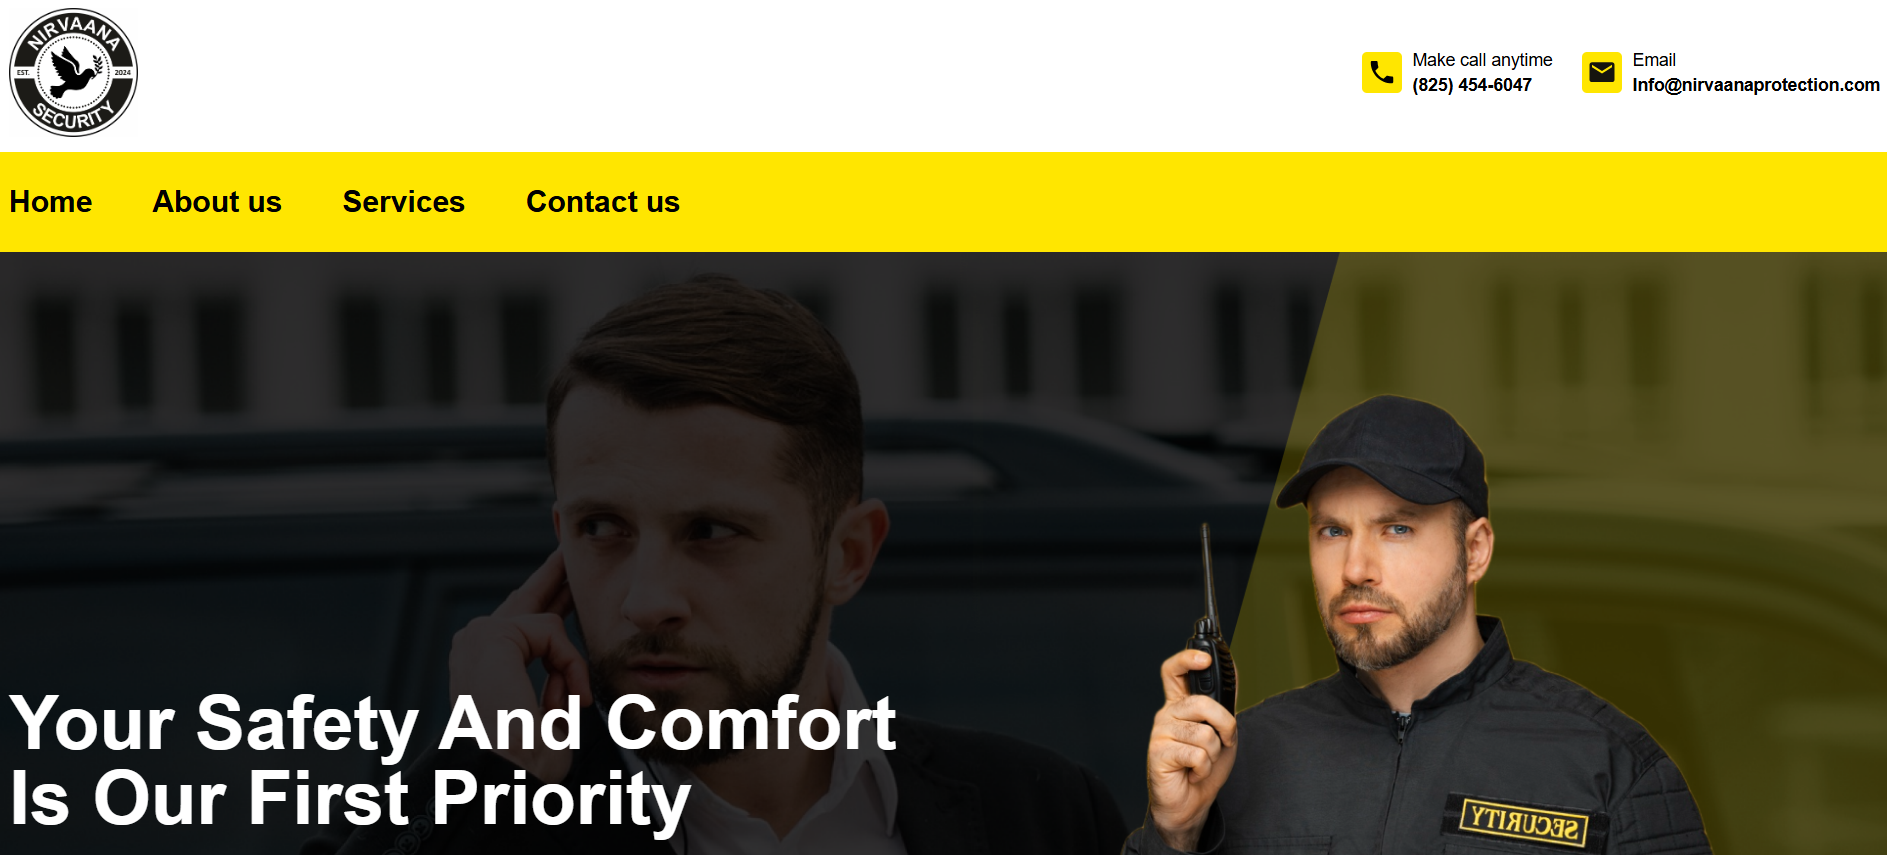 NIRVAANA
EST. 2024
SECURITY
Make call anytime
(825) 454-6047
Email
Info@nirvaanaprotection.com
Home About us Services Contact us
Your Safety And Comfort
Is Our First Priority
SECURITY